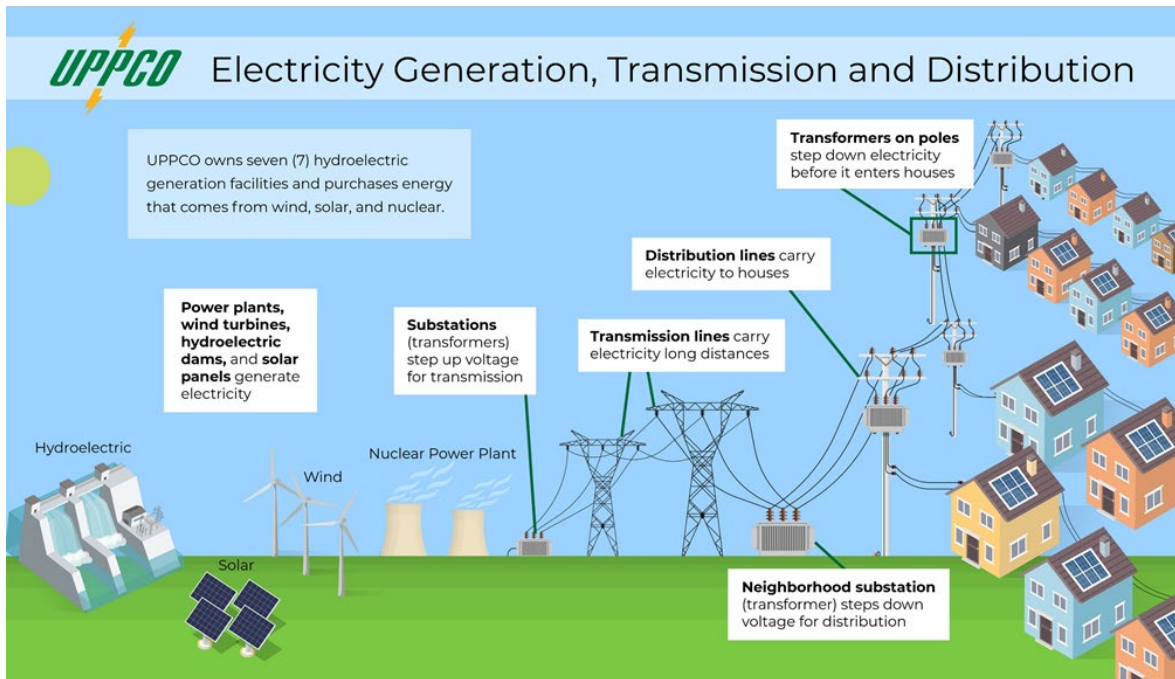 UPPCO
Electricity Generation, Transmission and Distribution
UPPCO owns seven (7) hydroelectric
generation facilities and purchases energy
that comes from wind, solar, and nuclear.
Transformers on poles
step down electricity
before it enters houses
Distribution lines carry
electricity to houses
Power plants,
wind turbines,
hydroelectric
dams, and solar
panels generate
electricity
Substations
(transformers)
step up voltage
for transmission
Transmission lines carry
electricity long distances
Hydroelectric
Wind
Nuclear Power Plant
Solar
Neighborhood substation
(transformer) steps down
voltage for distribution